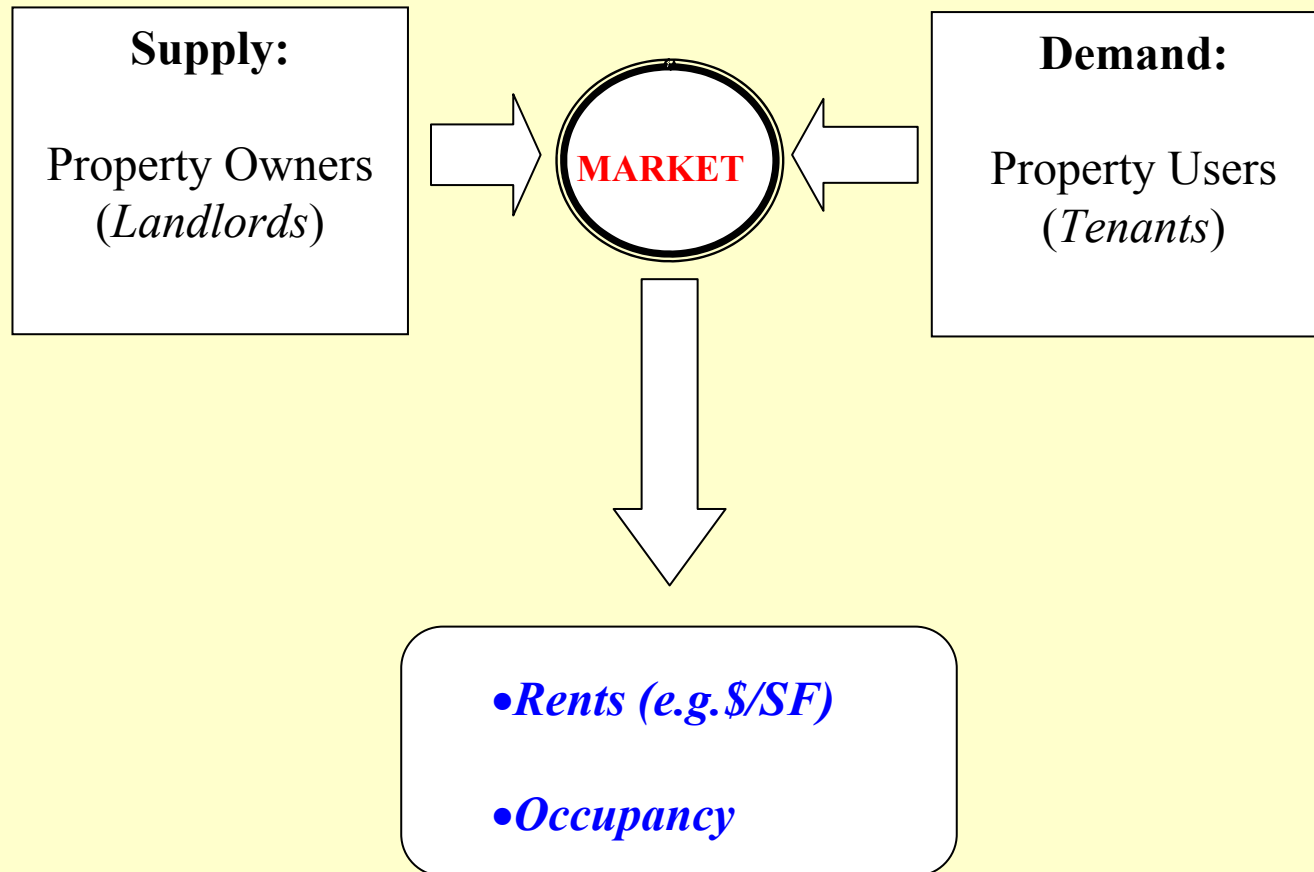 Supply:
Property Owners
(Landlords)
MARKET
Demand:
Property Users
(Tenants)
•Rents (e.g.$/SF)
•Occupancy